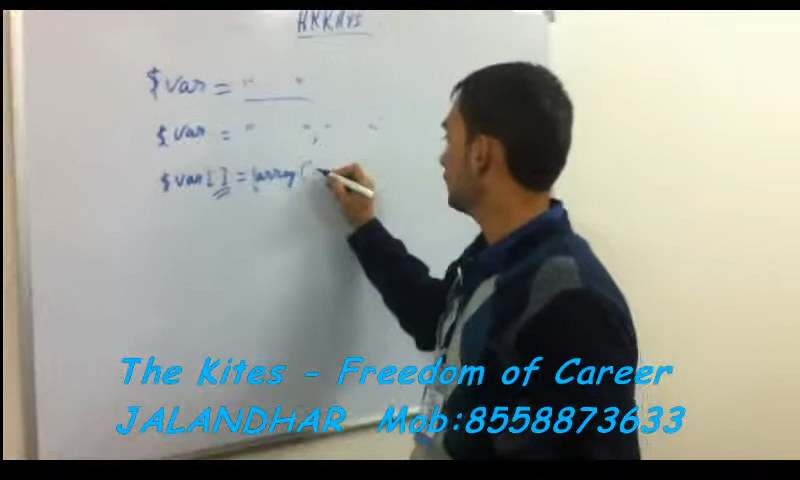 ARRAYS
$var = " "
$var = " ", " "
$var[] = array(
The Kites - Freedom of Career
JALANDHAR Mob:8558873633